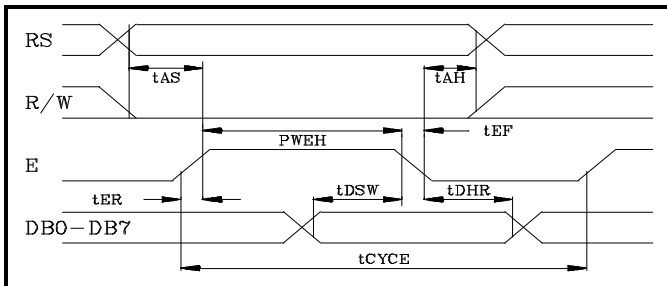 RS
tAS
tAH
R/W
PWEH
tEF
E
tER
tDSW
tDHR
DB0-DB7
tCYCE